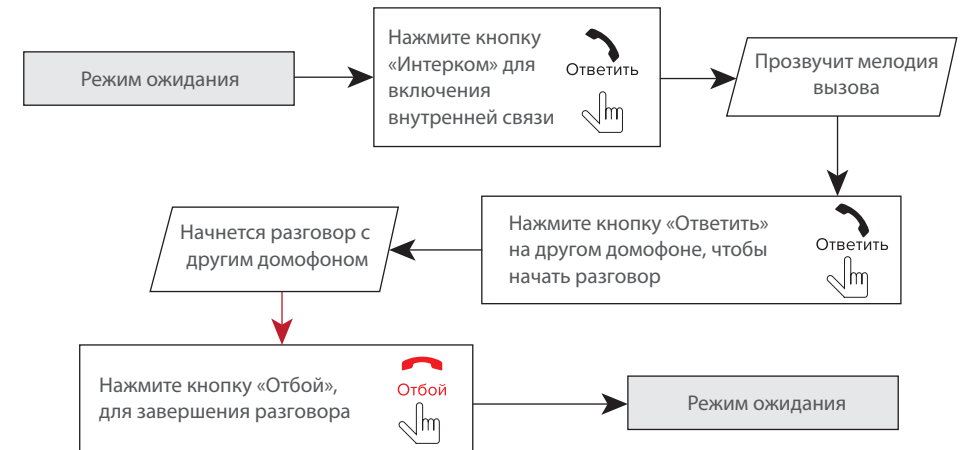 Режим ожидания
Нажмите кнопку
«Интерком» для
включения
внутренней связи
Ответить
Прозвучит мелодия
вызова
Нажмите кнопку «Ответить»
на другом домофоне, чтобы
начать разговор
Ответить
Начнется разговор с
другим домофоном
Нажмите кнопку «Отбой»,
для завершения разговора
Отбой
Режим ожидания